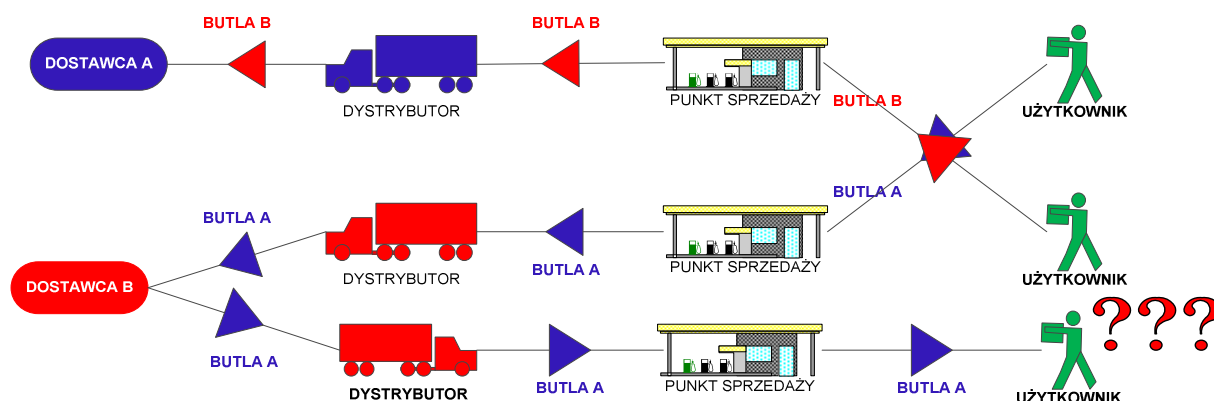 BUTLA B
BUTLA B
DOSTAWCA A
DYSTRYBUTOR
PUNKT SPRZEDAŻY
BUTLA B
UŻYTKOWNIK
BUTLA A
BUTLA A
BUTLA A
DYSTRYBUTOR
PUNKT SPRZEDAŻY
UŻYTKOWNIK
DOSTAWCA B
???
BUTLA A
DYSTRYBUTOR
BUTLA A
PUNKT SPRZEDAŻY
BUTLA A
UŻYTKOWNIK